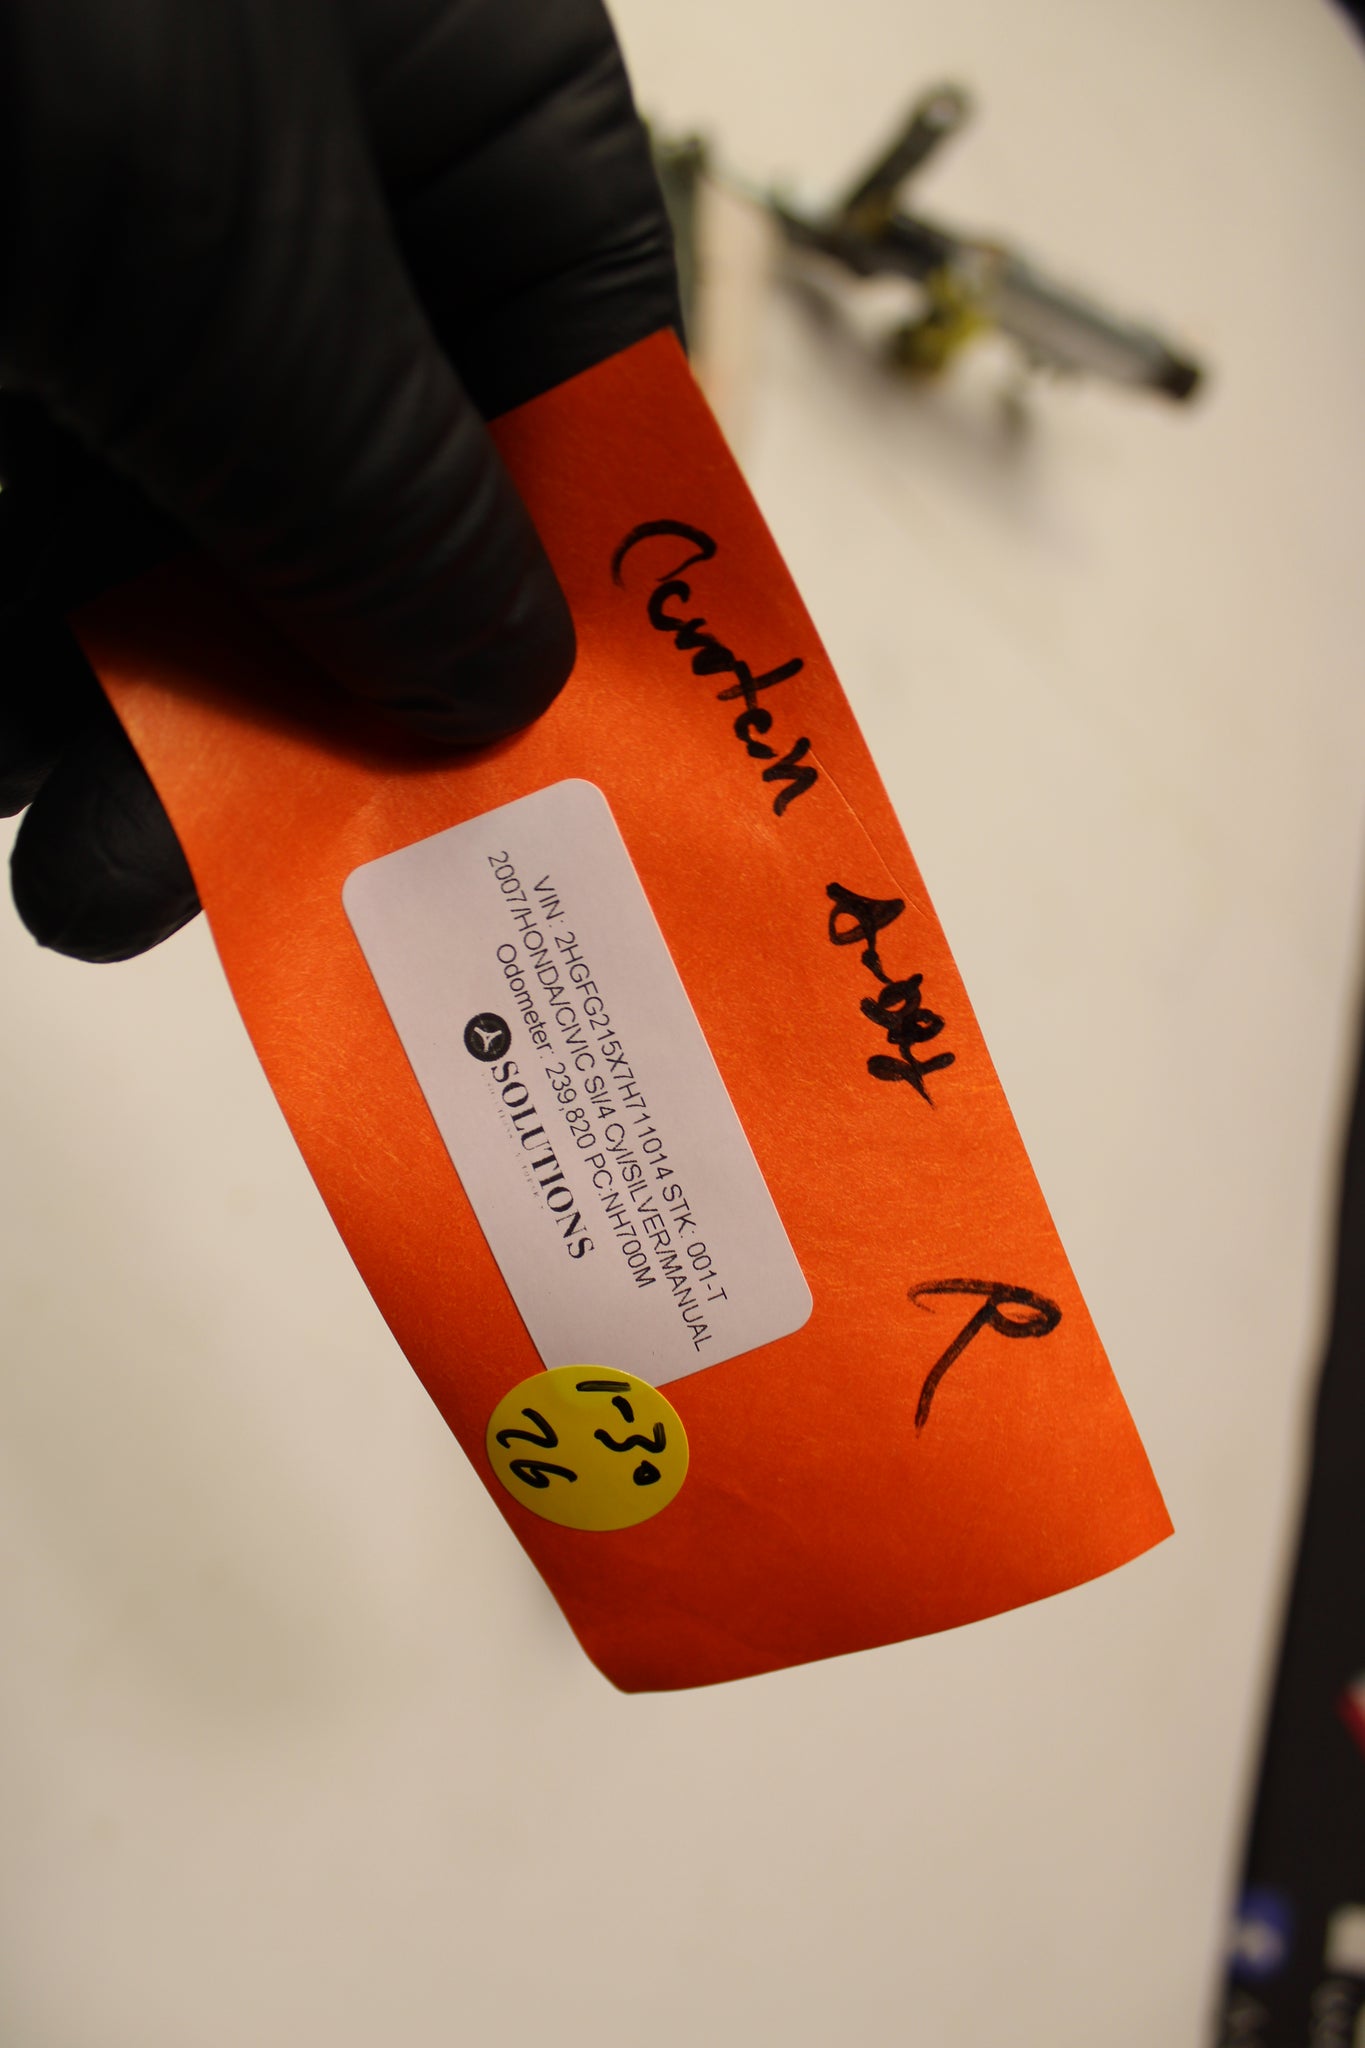 Curtain Airbag
R
VIN: 2HGFG215X7H711014 STK: 001-T
2007/HONDA/CIVIC SI/4 Cyl/SILVER/MANUAL
Odometer: 239,820 PC:NH700M
SOLUTIONS
1-30
26